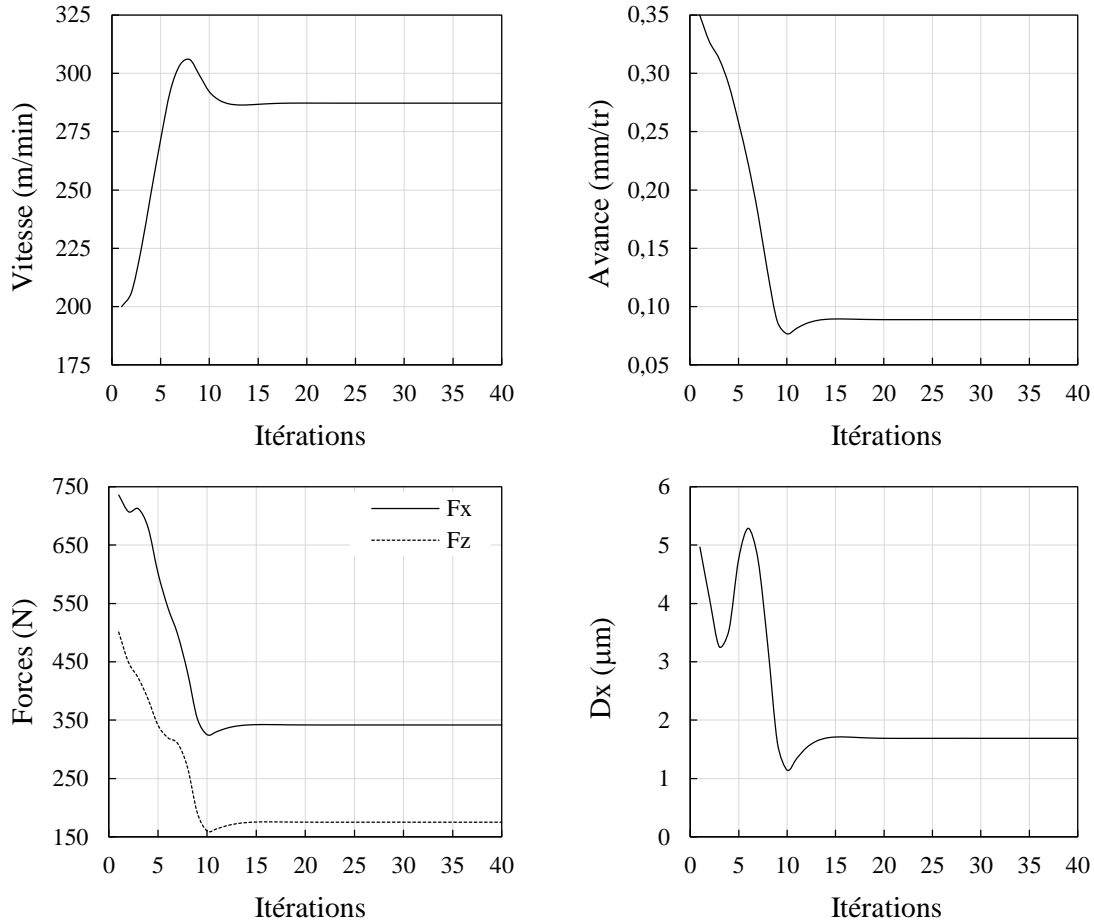 Vitesse (m/min)
325
300
275
250
225
200
175
0 5 10 15 20 25 30 35 40
Itérations
Avance (mm/tr)
0,35
0,30
0,35
0,20
0,15
0,10
0,05
0 5 10 15 20 25 30 35 40
Itérations
Forces (N)
750
650
550
450
350
250
150
Fx
Fz
0 5 10 15 20 25 30 35 40
Itérations
Dx (µm)
6
5
4
3
2
1
0
0 5 10 15 20 25 30 35 40
Itérations